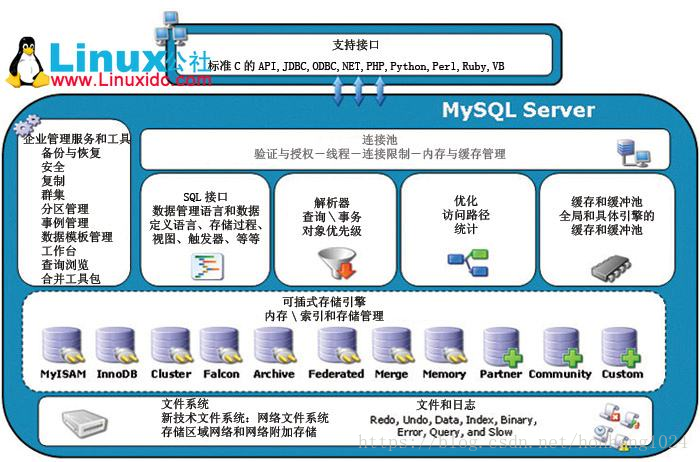 支持接口
Linux公社
标准 C 的 API,JDBC,ODBC,NET,PHP,Python,Perl,Ruby,VB
www.Linuxidc.com
MySQL Server
企业管理服务和工具
备份与恢复
安全
复制
群集
分区管理
事例管理
数据模板管理
工作台
查询浏览
合并工具包
连接池
验证与授权－线程－连接限制－内存与缓存管理
SQL 接口
数据管理语言和数据
定义语言、存储过程、
视图、触发器、等等
解析器
查询\事务
对象优先级
优化
访问路径
统计
缓存和缓冲池
全局和具体引擎的
缓存和缓冲池
可插式存储引擎
内存 \ 索引和存储管理
MyISAM InnoDB Cluster Falcon Archive Federated Merge Memory Partner Community Custom
文件系统
新技术文件系统：网络文件系统
存储区域网络和网络附加存储
文件和日志
Redo, Undo, Data, Index, Binary,
Error, Query, and Slow